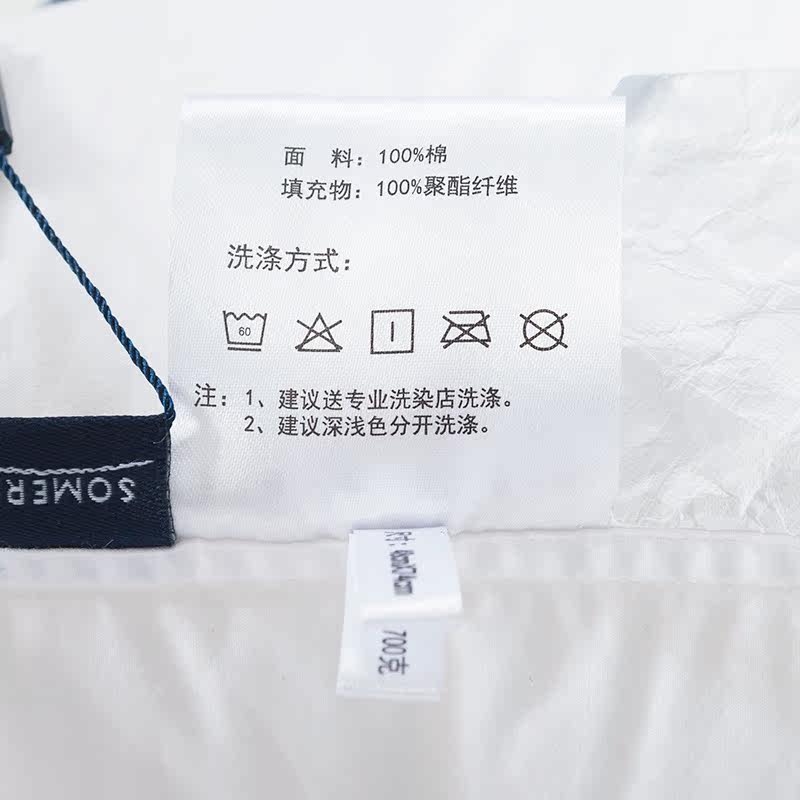 面 料：100%棉
填充物：100%聚酯纤维
洗涤方式：
60
注：1、建议送专业洗染店洗涤。
2、建议深浅色分开洗涤。
SOMER
700克